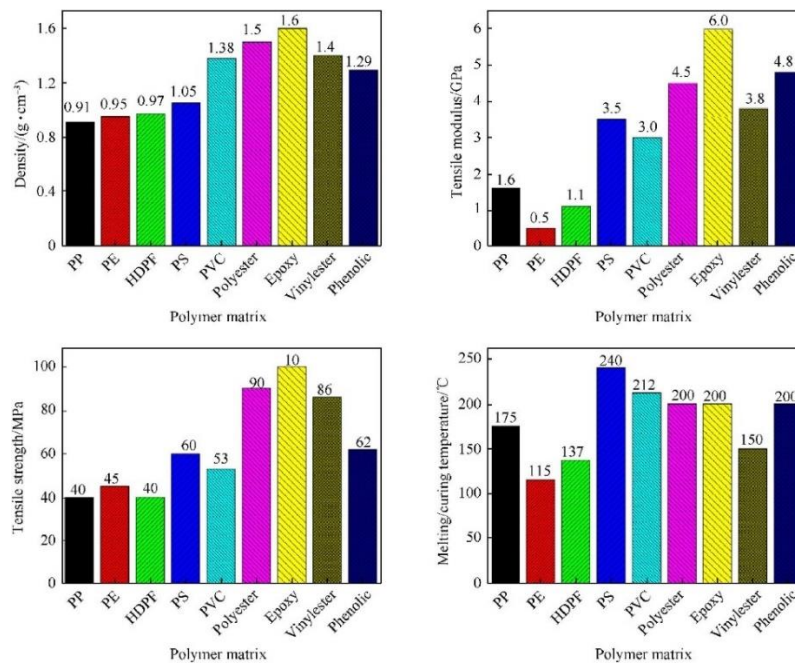 1.6
1.2
0.8
0.4
0
Density/(g·cm⁻³)
0.91
0.95
0.97
1.05
1.38
1.5
1.6
1.4
1.29
PP
PE
HDPF
PS
PVC
Polyester
Epoxy
Vinylester
Phenolic
Polymer matrix
6
5
4
3
2
1
0
Tensile modulus/GPa
1.6
0.5
1.1
3.5
3.0
4.5
6.0
3.8
4.8
PP
PE
HDPF
PS
PVC
Polyester
Epoxy
Vinylester
Phenolic
Polymer matrix
100
80
60
40
20
0
Tensile strength/MPa
40
45
40
60
53
90
10
86
62
PP
PE
HDPF
PS
PVC
Polyester
Epoxy
Vinylester
Phenolic
Polymer matrix
250
200
150
100
50
0
Melting/curing temperature/℃
175
115
137
240
212
200
200
150
200
PP
PE
HDPF
PS
PVC
Polyester
Epoxy
Vinylester
Phenolic
Polymer matrix